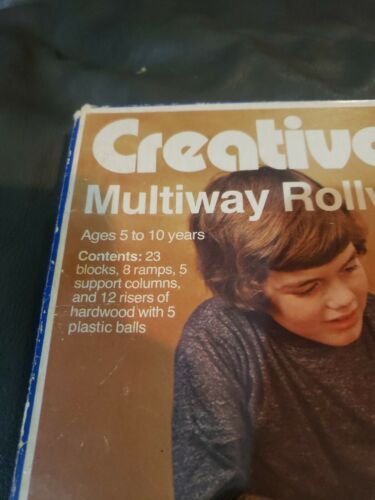 Creativ
Multiway Roll
Ages 5 to 10 years
Contents: 23
blocks, 8 ramps, 5
support columns,
and 12 risers of
hardwood with 5
plastic balls